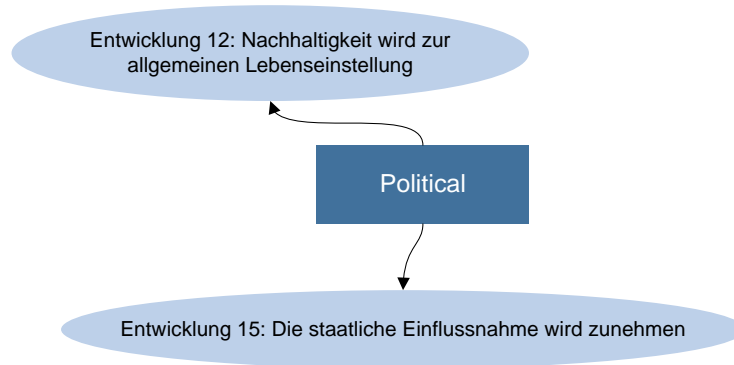 Entwicklung 12: Nachhaltigkeit wird zur
allgemeinen Lebenseinstellung
Political
Entwicklung 15: Die staatliche Einflussnahme wird zunehmen